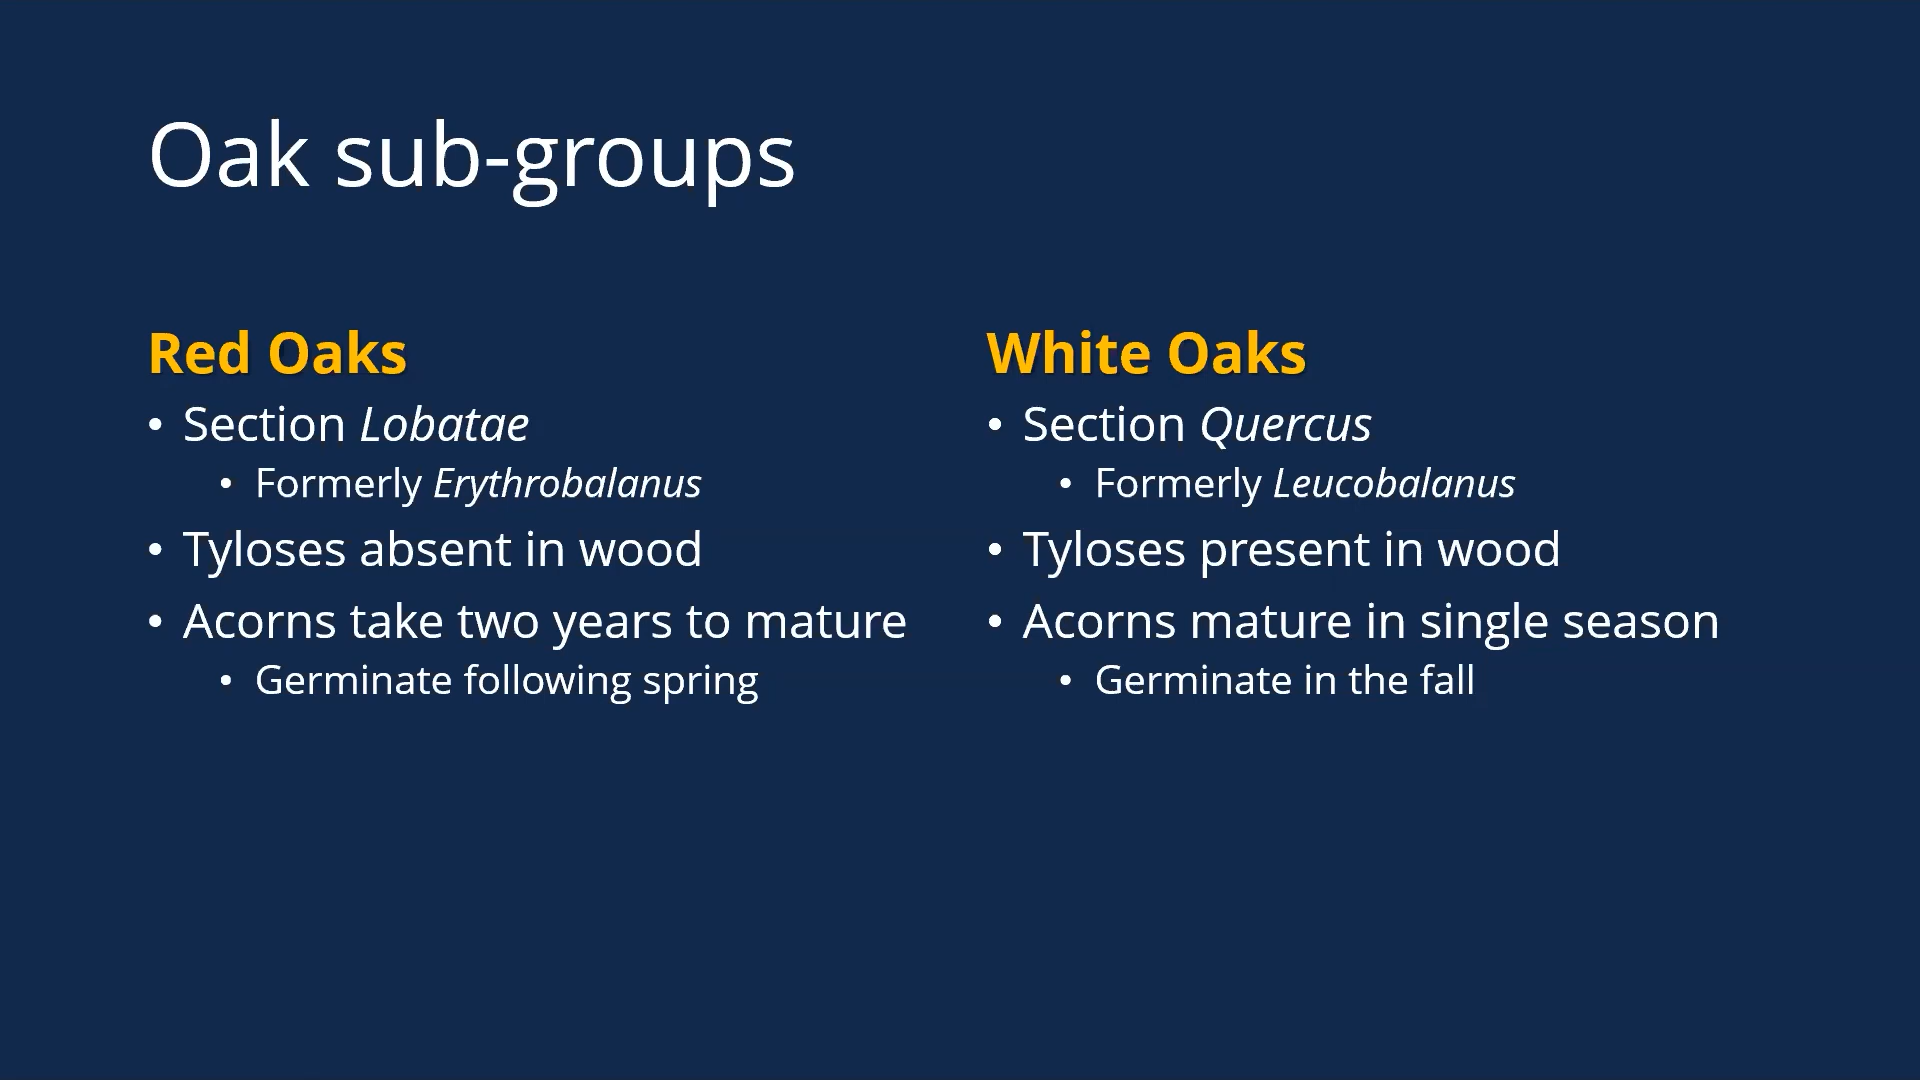 Oak sub-groups
Red Oaks
• Section Lobatae
• Formerly Erythrobalanus
• Tyloses absent in wood
• Acorns take two years to mature
• Germinate following spring
White Oaks
• Section Quercus
• Formerly Leucobalanus
• Tyloses present in wood
• Acorns mature in single season
• Germinate in the fall